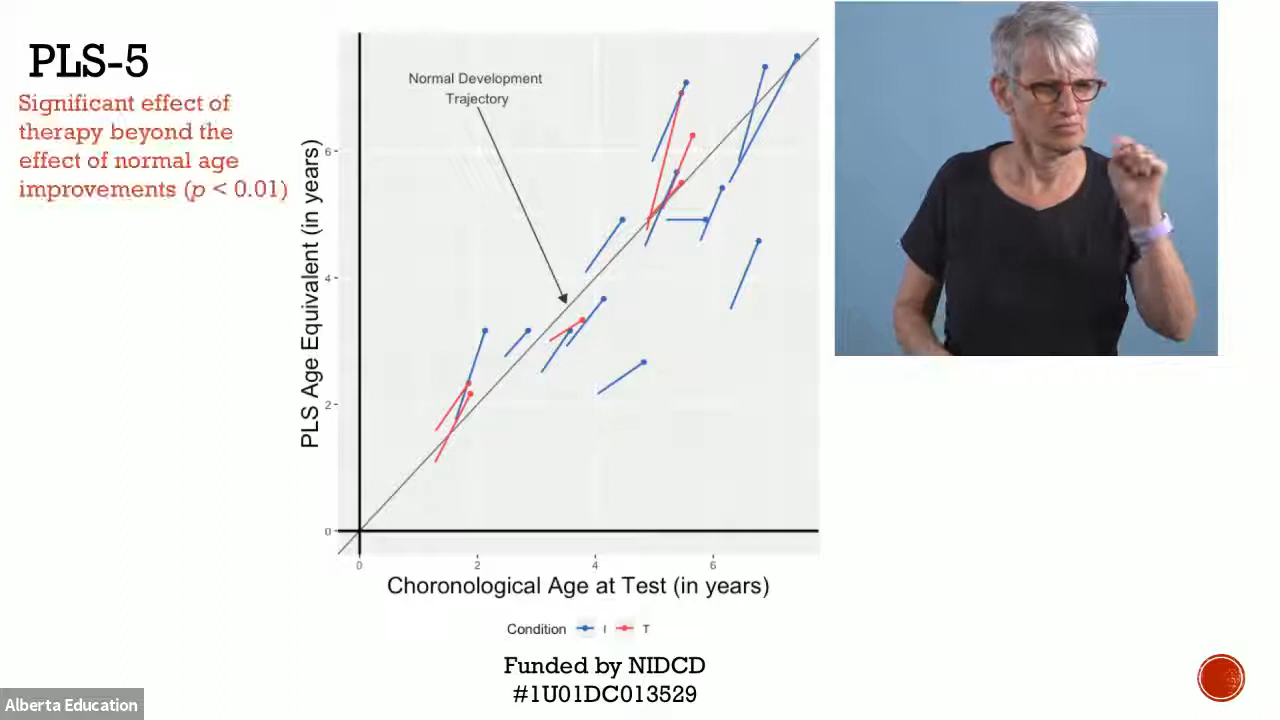 PLS-5
Significant effect of
therapy beyond the
effect of normal age
improvements (p < 0.01)
Normal Development
Trajectory
PLS Age Equivalent (in years)
6
4
2
0
0 2 4 6
Choronological Age at Test (in years)
Condition I T
Funded by NIDCD
#1U01DC013529
Alberta Education